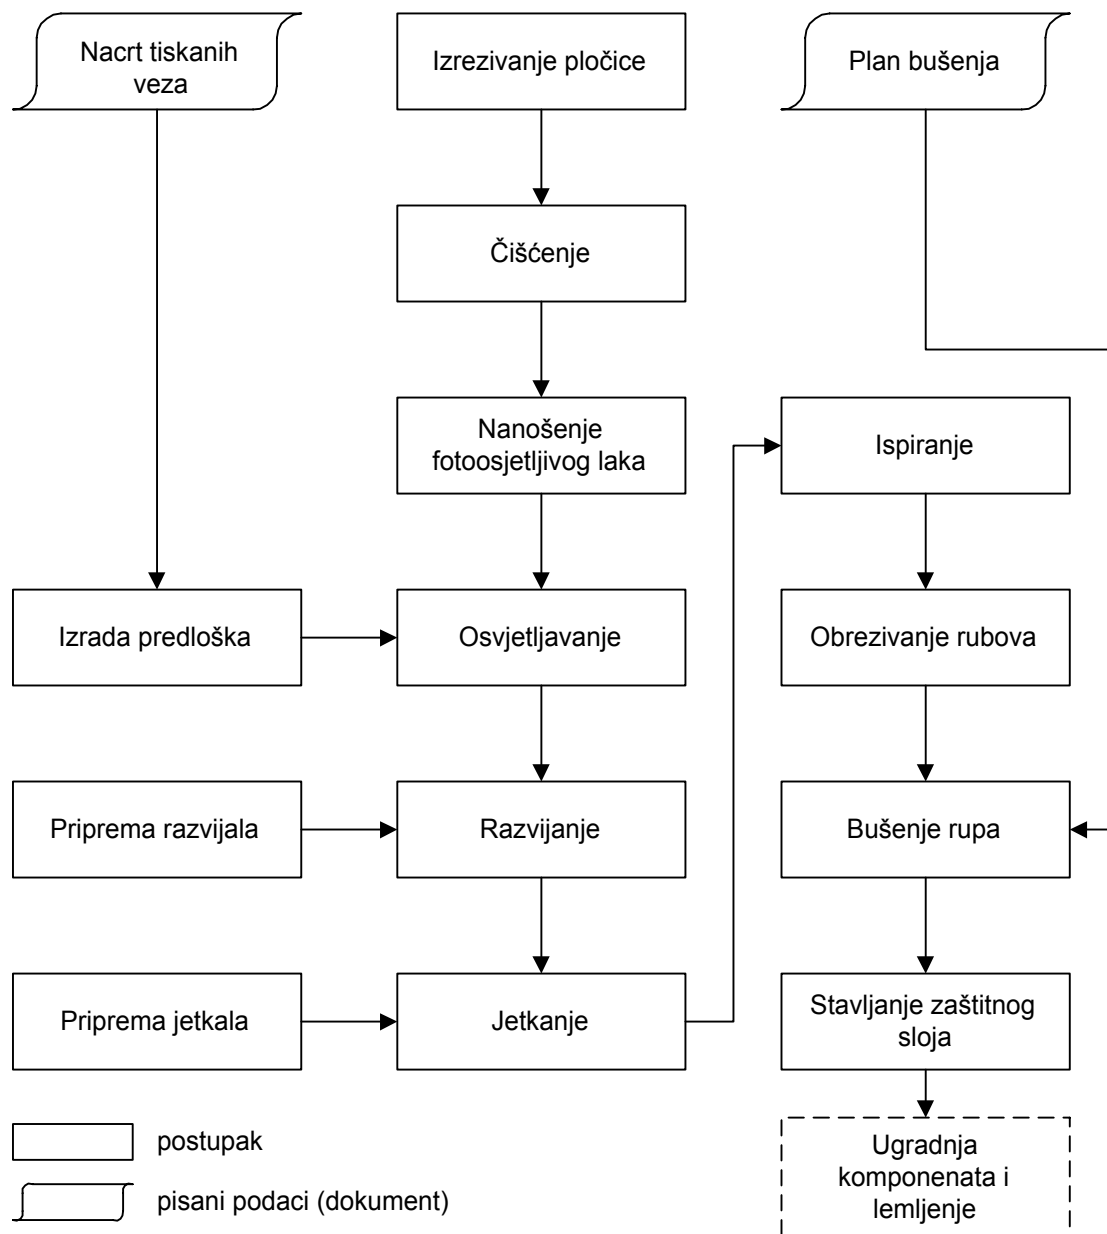 Nacrt tiskanih
veza
Izrezivanje pločice
Plan bušenja
Čišćenje
Nanošenje
fotoosjetljivog laka
Ispiranje
Izrada predloška
Osvjetljavanje
Obrezivanje rubova
Priprema razvijala
Razvijanje
Bušenje rupa
Priprema jetkala
Jetkanje
Stavljanje zaštitnog
sloja
postupak
pisani podaci (dokument)
Ugradnja
komponenata i
lemljenje